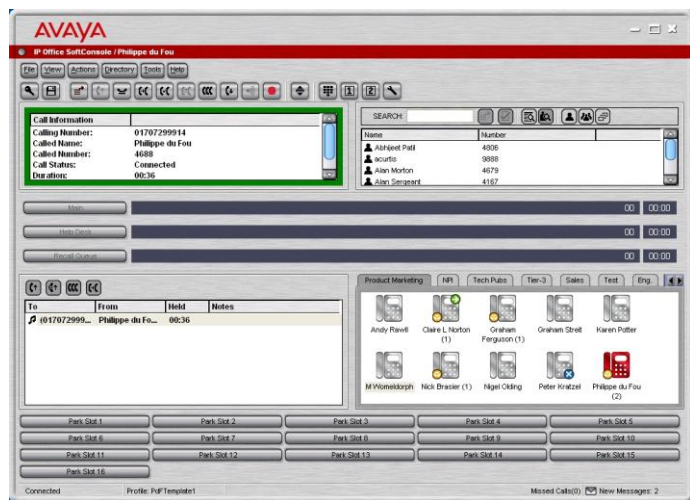 AVAYA
IP Office SoftConsole / Philippe du Fou
File View Actions Directory Tools Help
1 2
Call Information
Calling Number: 01707299914
Called Name: Philippe du Fou
Called Number: 4688
Call Status: Connected
Duration: 00:36
SEARCH:
Name Number
Abhijeet Patil 4806
acurtis 9888
Alan Morton 4679
Alan Sergeant 4167
Main 00 00:00
Help Desk 00 00:00
Recall Queue 00 00:00
To From Held Notes
(017072999... Philippe du Fo... 00:36
Product Marketing NPI Tech Pubs Tier-3 Sales Test Eng.
Andy Rawll Claire L Norton (1) Graham Ferguson (1) Graham Streit Karen Potter
M Womeldorph Nick Brasier (1) Nigel Olding Peter Kratzel Philippe du Fou (2)
Park Slot 1 Park Slot 2 Park Slot 3 Park Slot 4 Park Slot 5
Park Slot 6 Park Slot 7 Park Slot 8 Park Slot 9 Park Slot 10
Park Slot 11 Park Slot 12 Park Slot 13 Park Slot 14 Park Slot 15
Park Slot 16
Connected Profile: PdFTemplate1 Missed Calls(0) New Messages: 2